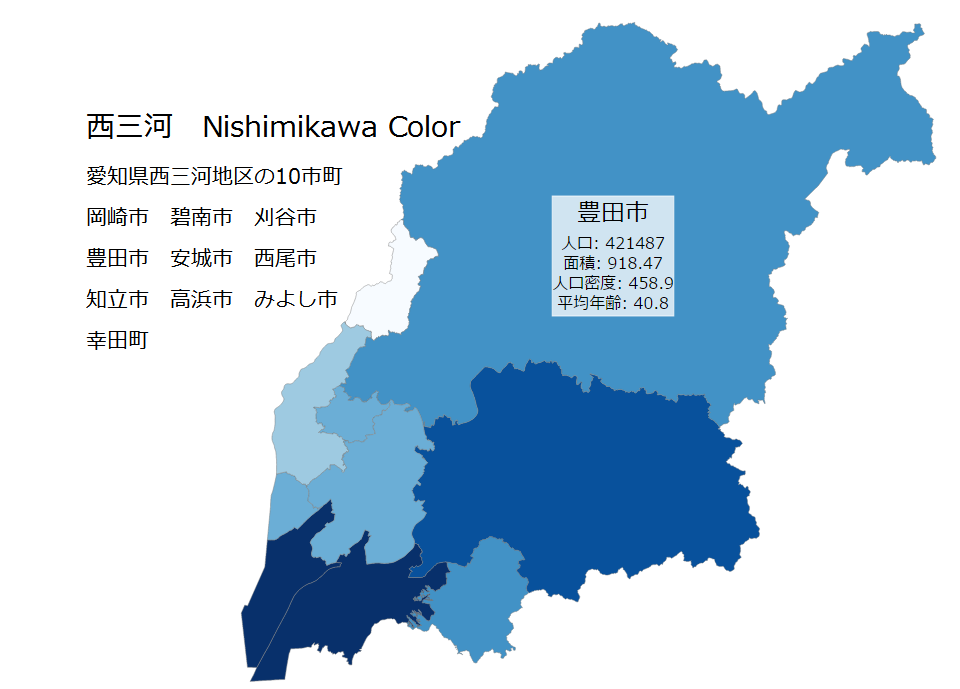 西三河　Nishimikawa Color
愛知県西三河地区の10市町
岡崎市　碧南市　刈谷市
豊田市　安城市　西尾市
知立市　高浜市　みよし市
幸田町
豊田市
人口: 421487
面積: 918.47
人口密度: 458.9
平均年齢: 40.8